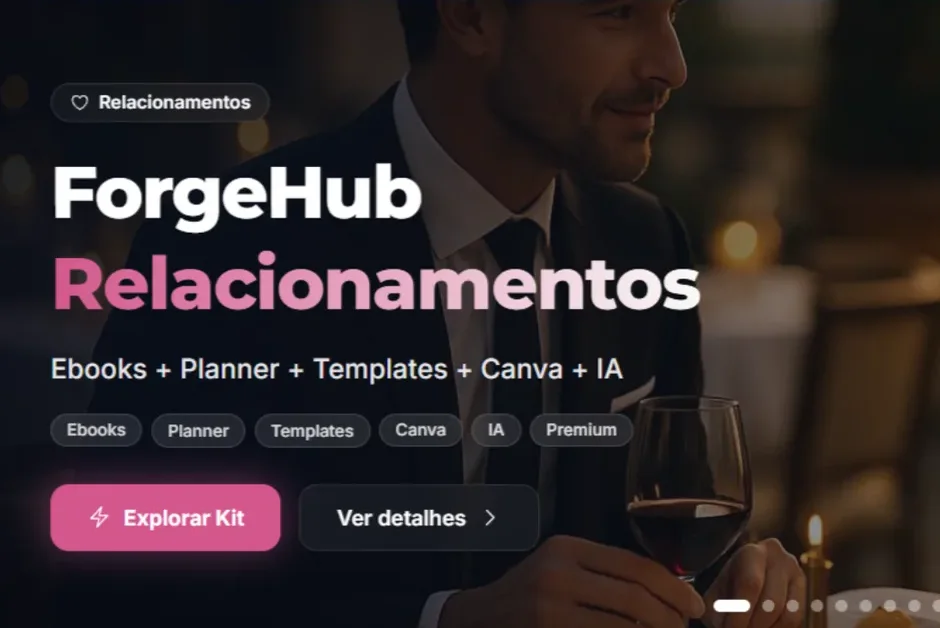 Relacionamentos
ForgeHub
Relacionamentos
Ebooks + Planner + Templates + Canva + IA
Ebooks Planner Templates Canva IA Premium
Explorar Kit Ver detalhes